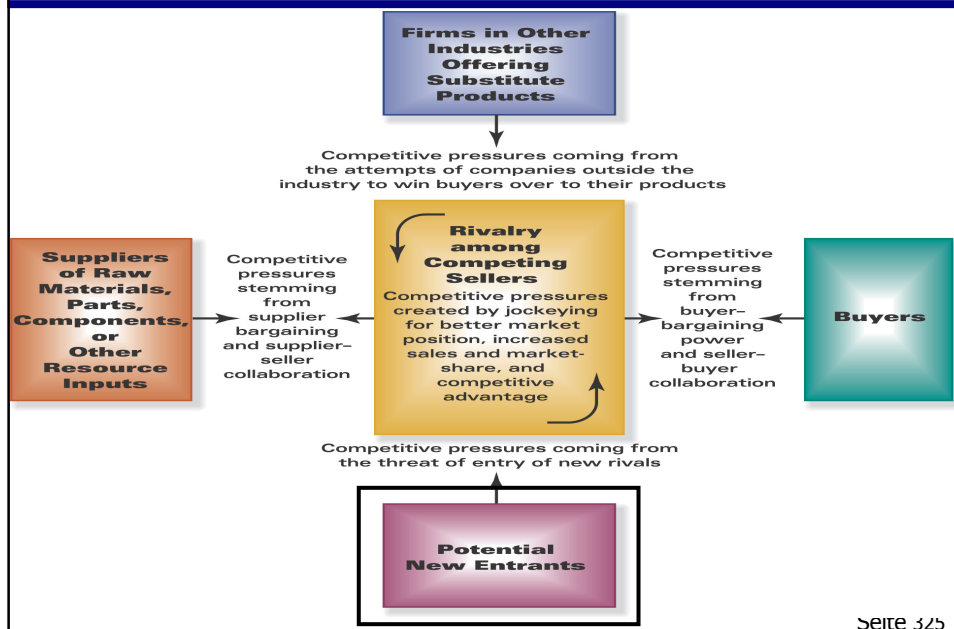 Firms in Other
Industries
Offering
Substitute
Products
Competitive pressures coming from
the attempts of companies outside the
industry to win buyers over to their products
Suppliers
of Raw
Materials,
Parts,
Components,
or
Other
Resource
Inputs
Competitive
pressures
stemming
from
supplier
bargaining
and supplier–
seller
collaboration
Rivalry
among
Competing
Sellers
Competitive pressures
created by jockeying
for better market
position, increased
sales and market-
share, and
competitive
advantage
Competitive
pressures
stemming
from
buyer–
bargaining
power
and seller–
buyer
collaboration
Buyers
Competitive pressures coming from
the threat of entry of new rivals
Potential
New Entrants
Seite 325